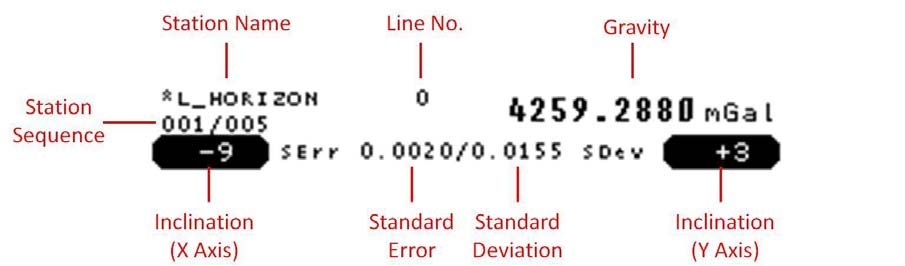 Station Name
Line No.
Gravity
Station
Sequence
*L_HORIZON
0
4259.2880 mGal
001/005
-9
SErr 0.0020/0.0155 SDev
+3
Inclination
(X Axis)
Standard
Error
Standard
Deviation
Inclination
(Y Axis)